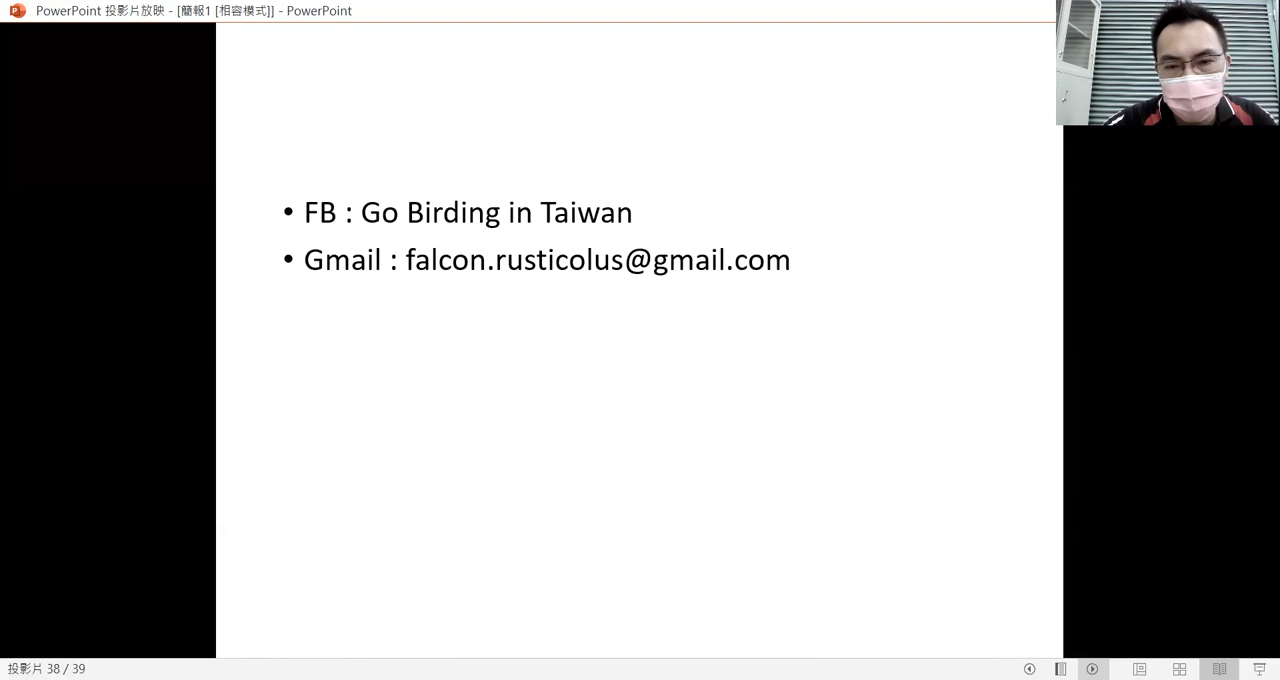 PowerPoint 投影片放映 - [簡報1 [相容模式]] - PowerPoint
• FB : Go Birding in Taiwan
• Gmail : falcon.rusticolus@gmail.com
投影片 38 / 39